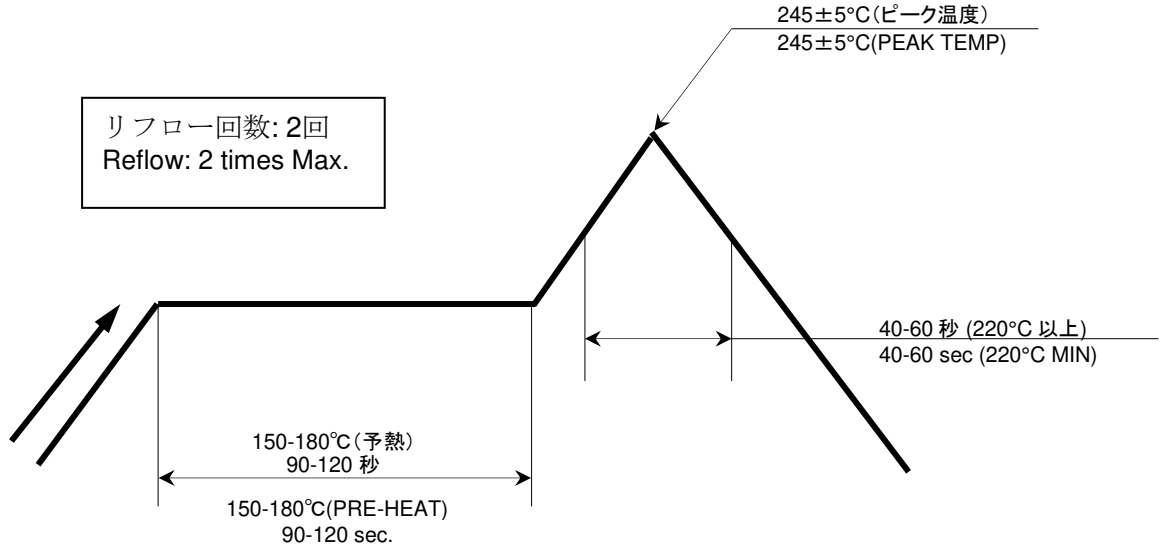 245±5°C(ピーク温度)
245±5°C(PEAK TEMP)
リフロー回数: 2回
Reflow: 2 times Max.
40-60 秒 (220°C 以上)
40-60 sec (220°C MIN)
150-180℃(予熱)
90-120 秒
150-180℃(PRE-HEAT)
90-120 sec.